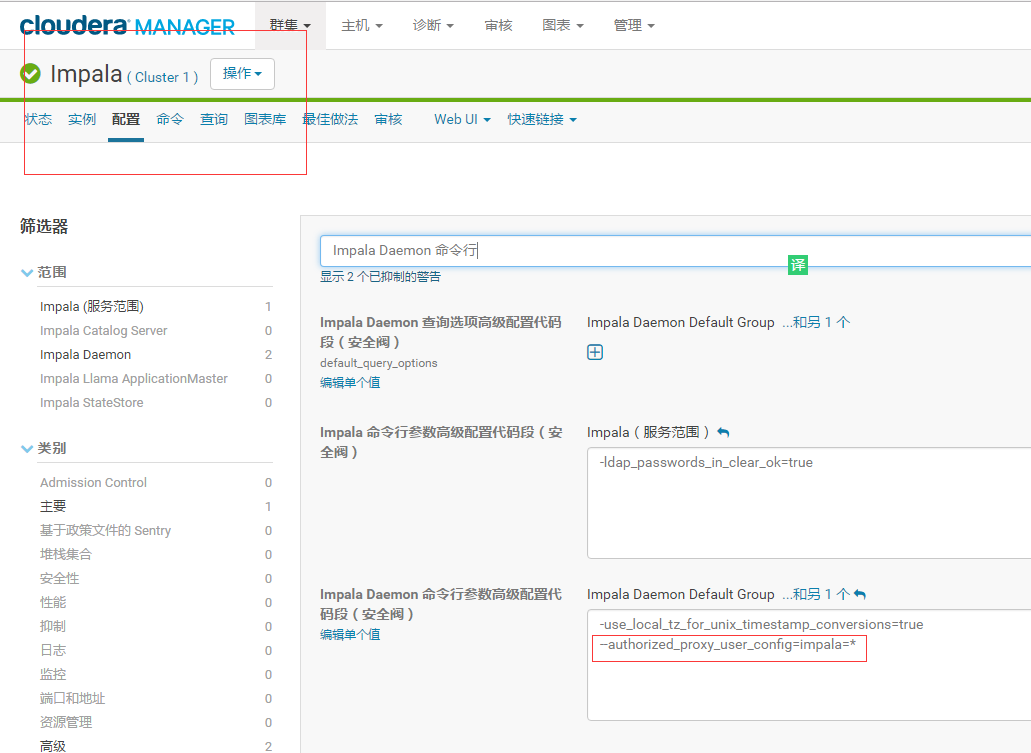 cloudera MANAGER 群集 主机 诊断 审核 图表 管理
Impala ( Cluster 1 ) 操作
状态 实例 配置 命令 查询 图表库 最佳做法 审核 Web UI 快速链接
筛选器
范围
Impala (服务范围) 1
Impala Catalog Server 0
Impala Daemon 2
Impala Llama ApplicationMaster 0
Impala StateStore 0
类别
Admission Control 0
主要 1
基于政策文件的 Sentry 0
堆栈集合 0
安全性 0
性能 0
抑制 0
日志 0
监控 0
端口和地址 0
资源管理 0
高级 2
Impala Daemon 命令行
译
显示 2 个已抑制的警告
Impala Daemon 查询选项高级配置代码
段（安全阀）
default_query_options
编辑单个值
Impala Daemon Default Group ...和另 1 个
Impala 命令行参数高级配置代码段（安
全阀）
Impala（服务范围）
-ldap_passwords_in_clear_ok=true
Impala Daemon 命令行参数高级配置代
码段（安全阀）
编辑单个值
Impala Daemon Default Group ...和另 1 个
-use_local_tz_for_unix_timestamp_conversions=true
--authorized_proxy_user_config=impala=*